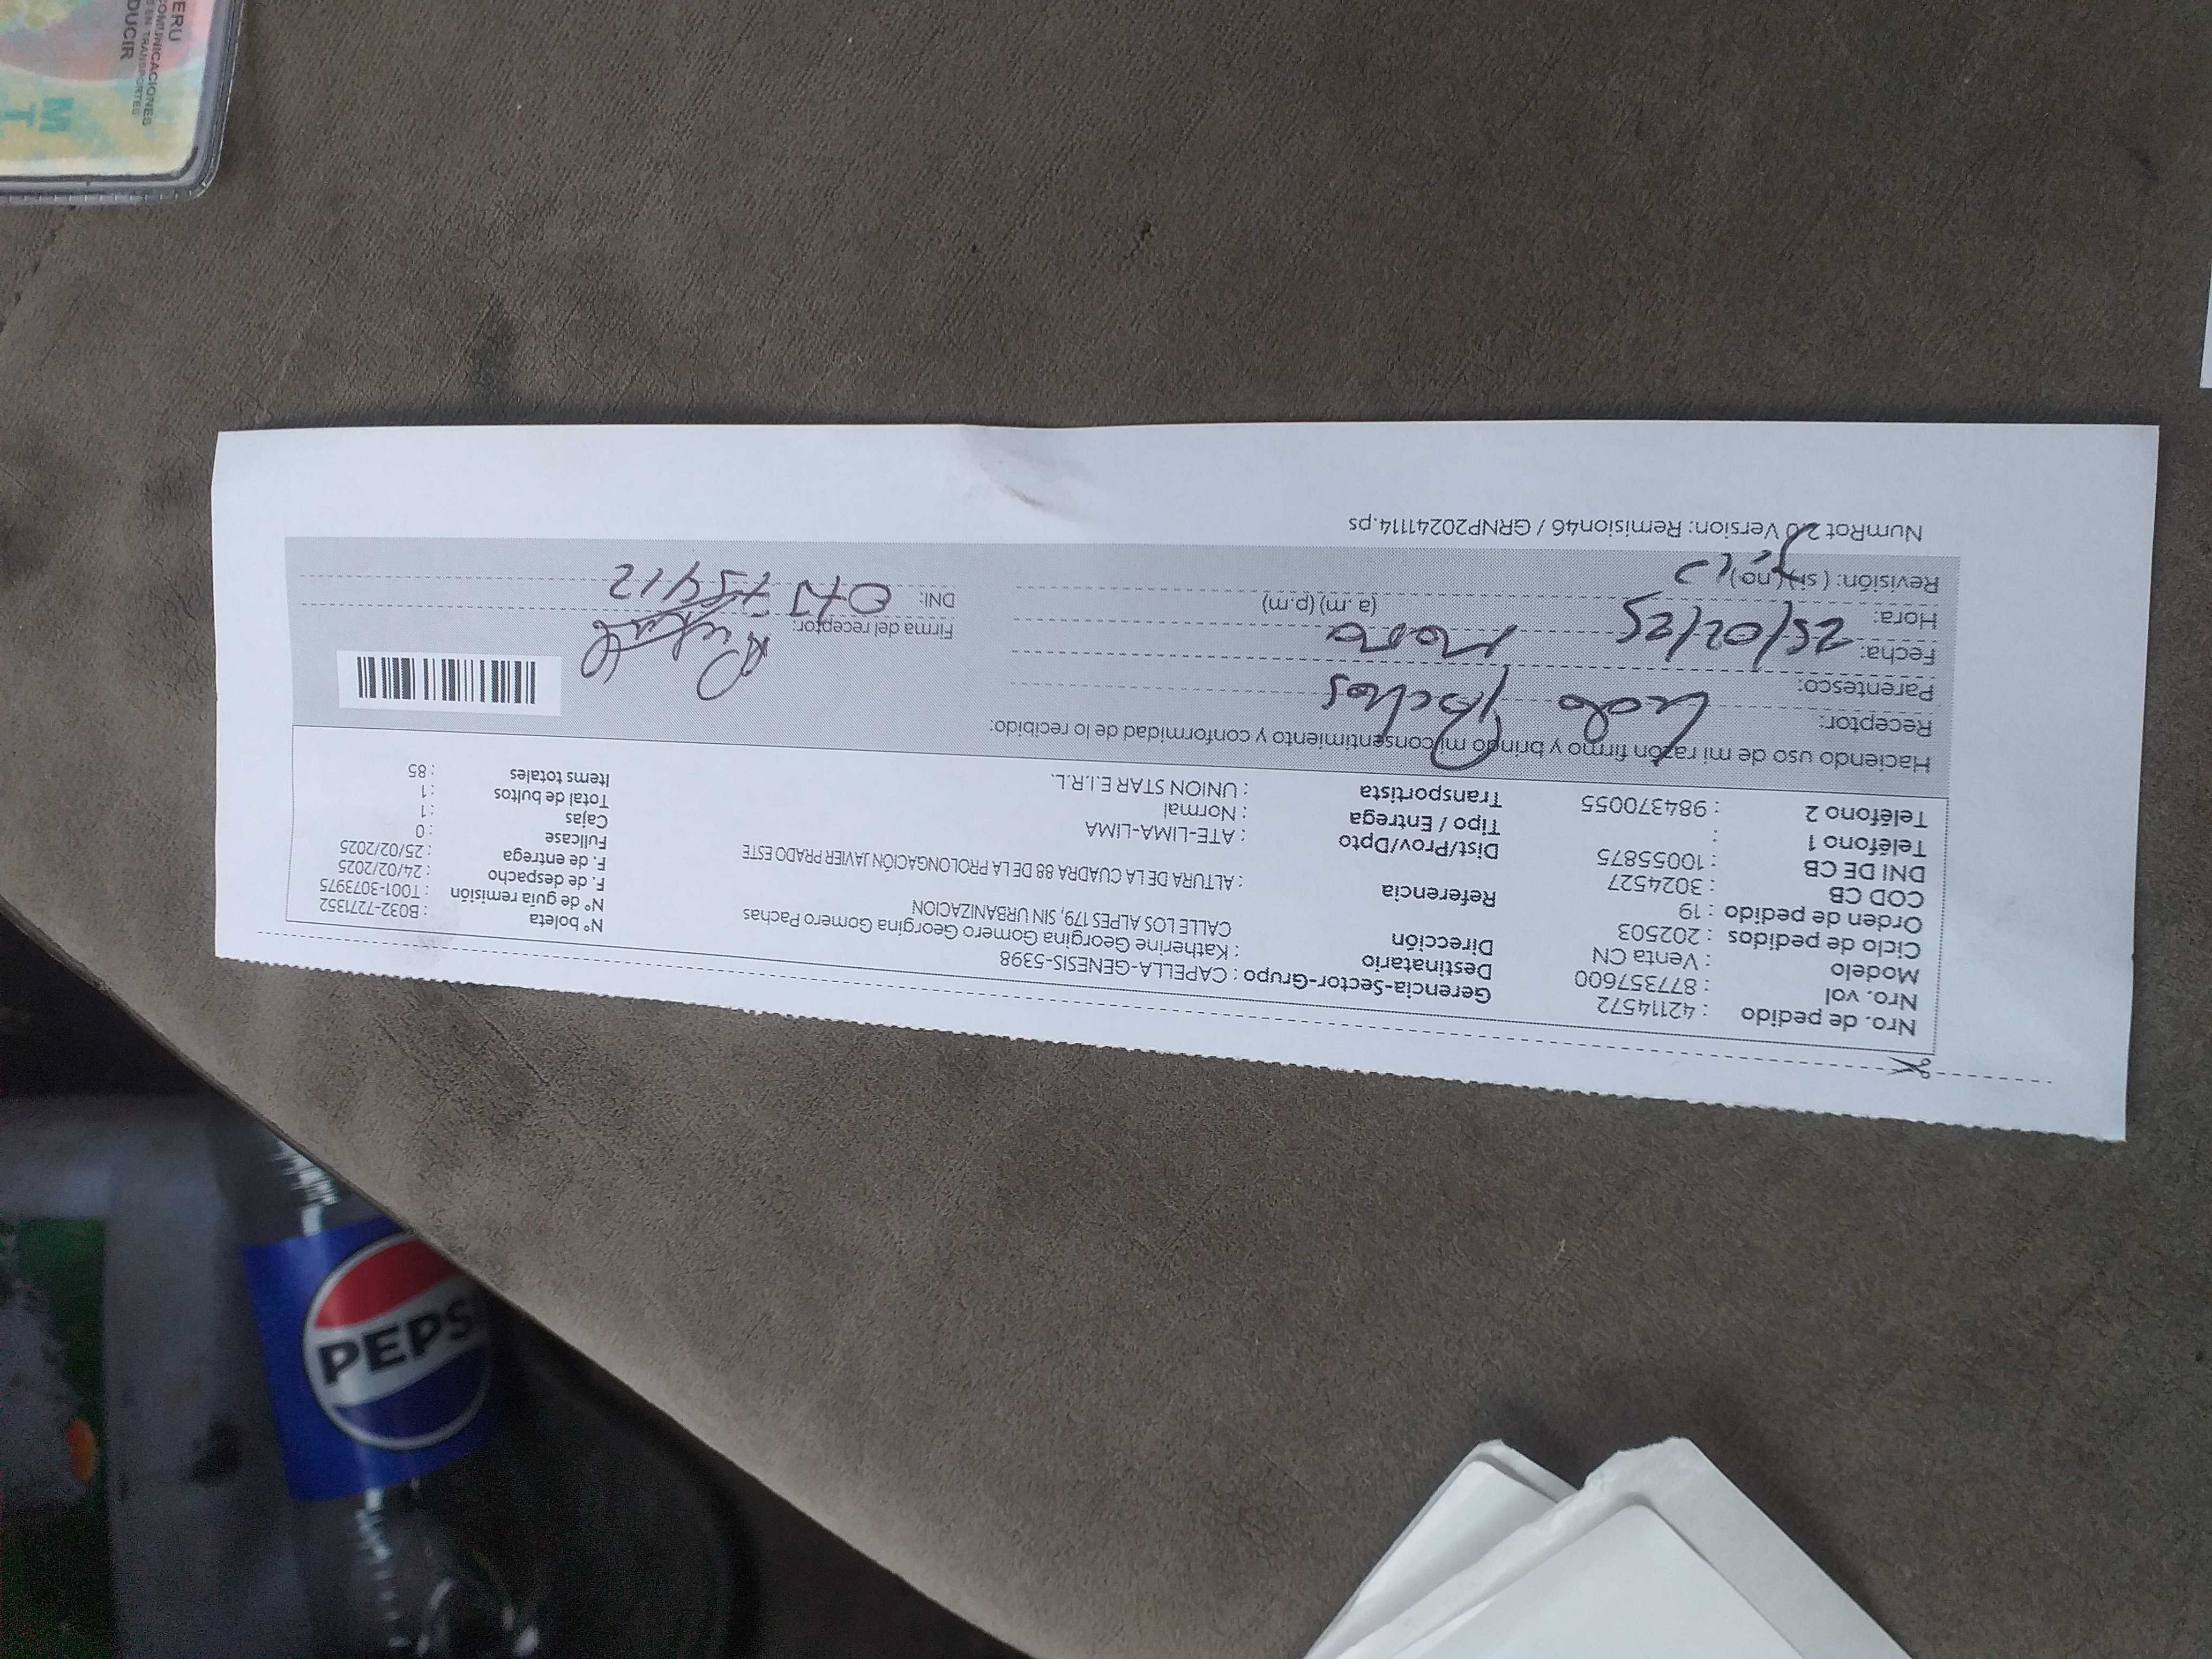 Nro. de pedido : 42114572
Nro. vol : 877357600
Modelo : Venta CN
Ciclo de pedidos : 202503
Orden de pedido : 19
COD CB : 3024527
DNI DE CB : 10055875
Teléfono 1 :
Teléfono 2 : 984370055
Gerencia-Sector-Grupo : CAPELLA-GENESIS-5398
Destinatario : Katherine Georgina Gomero Georgina Gomero Pachas
Dirección CALLE LOS ALPES 179, SIN URBANIZACION
Referencia : ALTURA DE LA CUADRA 88 DE LA PROLONGACIÓN JAVIER PRADO ESTE
Dist/Prov/Dpto : ATE-LIMA-LIMA
Tipo / Entrega : Normal
Transportista : UNION STAR E.I.R.L.
N° boleta : B032-7271352
N° de guía remisión : T001-3073975
F. de despacho : 24/02/2025
F. de entrega : 25/02/2025
Fullcase : 0
Cajas : 1
Total de bultos : 1
Items totales : 85
Haciendo uso de mi razón firmo y brindo mi consentimiento y conformidad de lo recibido:
Receptor:
Parentesco:
Fecha: 25/02/25
Hora: (a.m) (p.m)
Revisión: (si) (no)
Firma del receptor:
DNI:
NumRot 2.0 Version: Remision46 / GRNP20241114.ps
PEPSI
ERU
COMUNICACIONES
EN TRANSPORTES
DUCIR
M
T